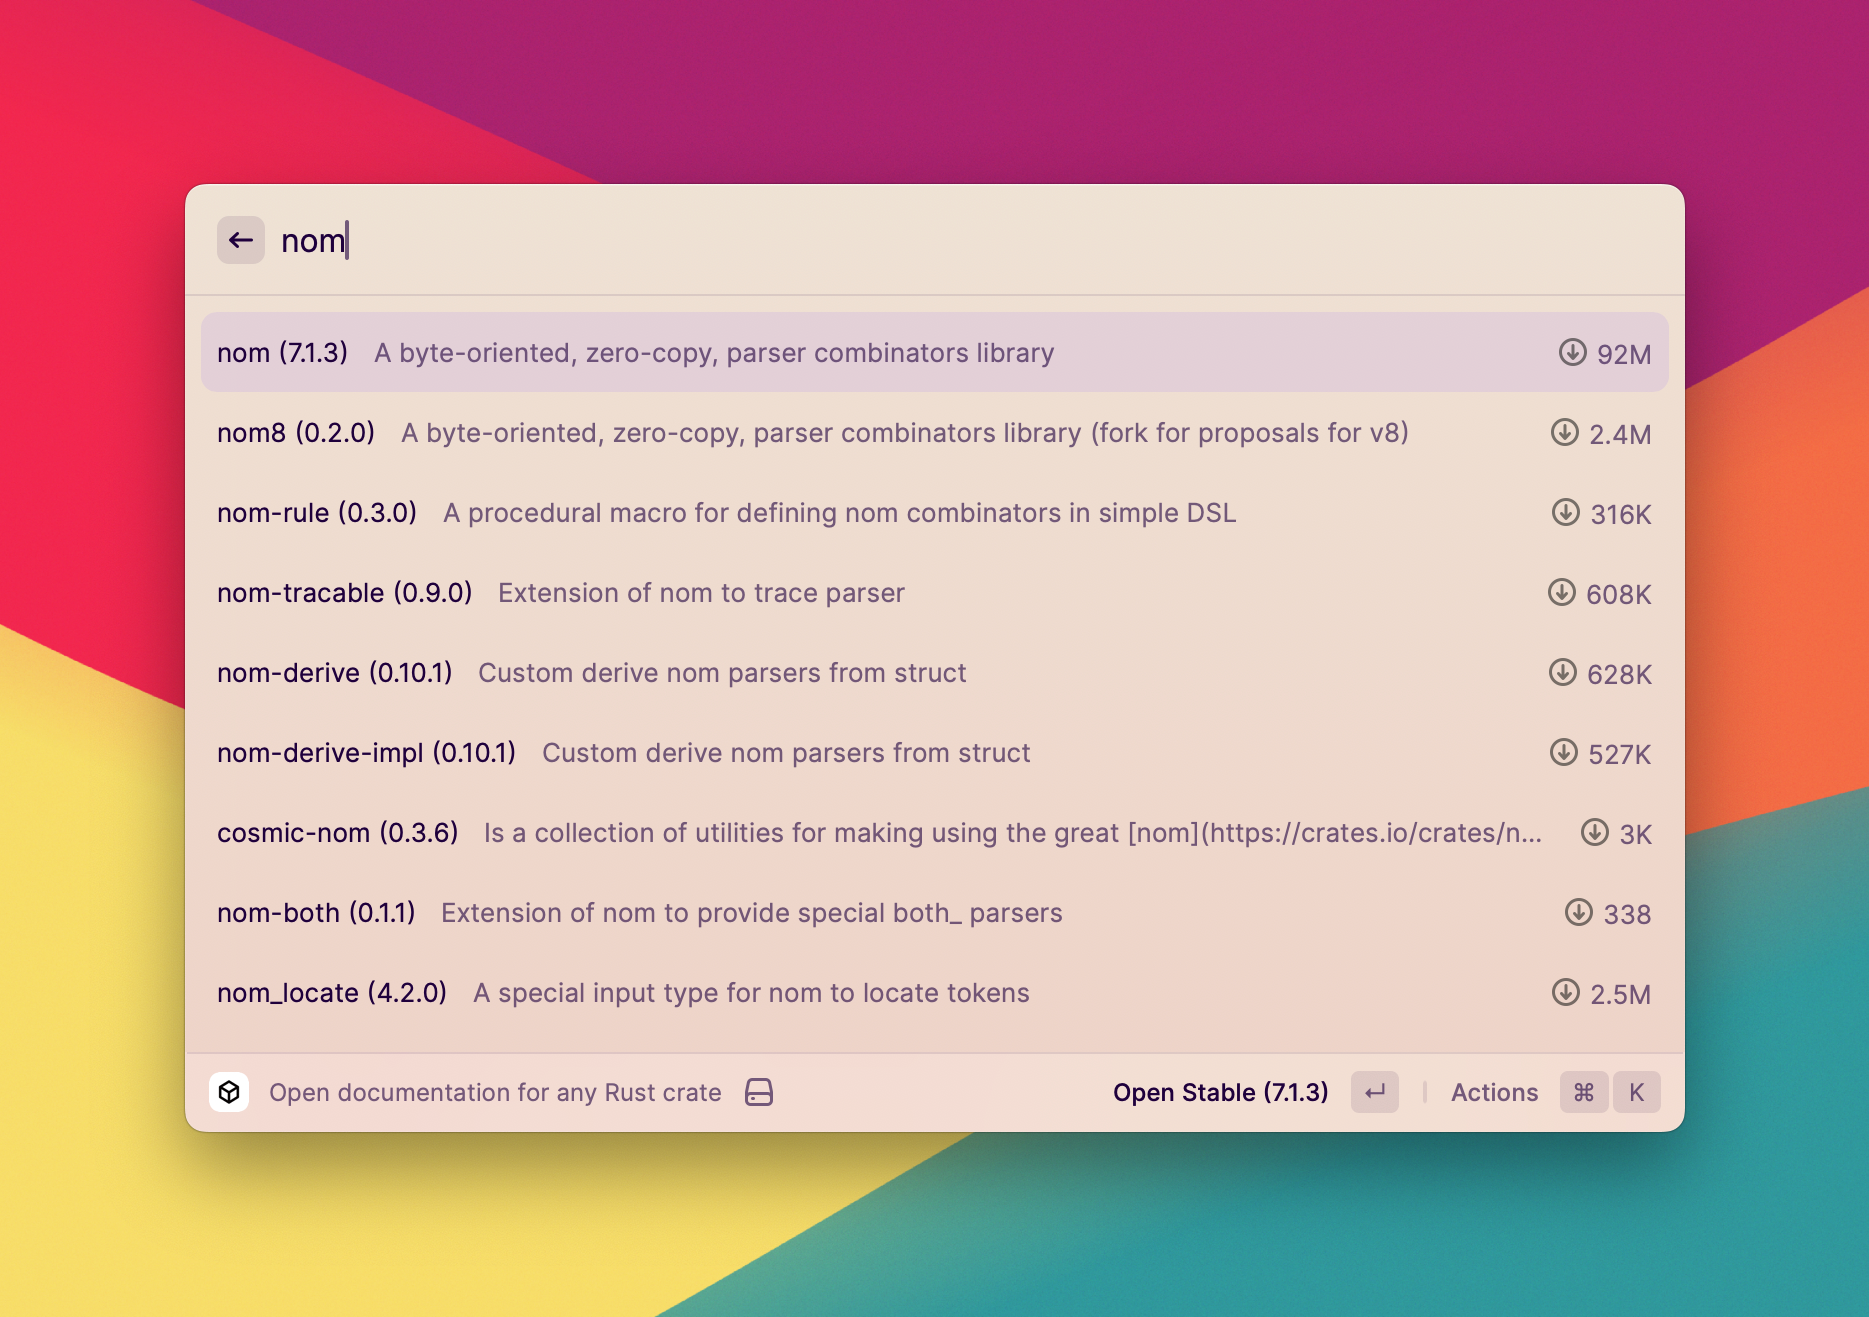 nom
nom (7.1.3) A byte-oriented, zero-copy, parser combinators library 92M
nom8 (0.2.0) A byte-oriented, zero-copy, parser combinators library (fork for proposals for v8) 2.4M
nom-rule (0.3.0) A procedural macro for defining nom combinators in simple DSL 316K
nom-tracable (0.9.0) Extension of nom to trace parser 608K
nom-derive (0.10.1) Custom derive nom parsers from struct 628K
nom-derive-impl (0.10.1) Custom derive nom parsers from struct 527K
cosmic-nom (0.3.6) Is a collection of utilities for making using the great [nom](https://crates.io/crates/n... 3K
nom-both (0.1.1) Extension of nom to provide special both_ parsers 338
nom_locate (4.2.0) A special input type for nom to locate tokens 2.5M
Open documentation for any Rust crate Open Stable (7.1.3) Actions ⌘ K